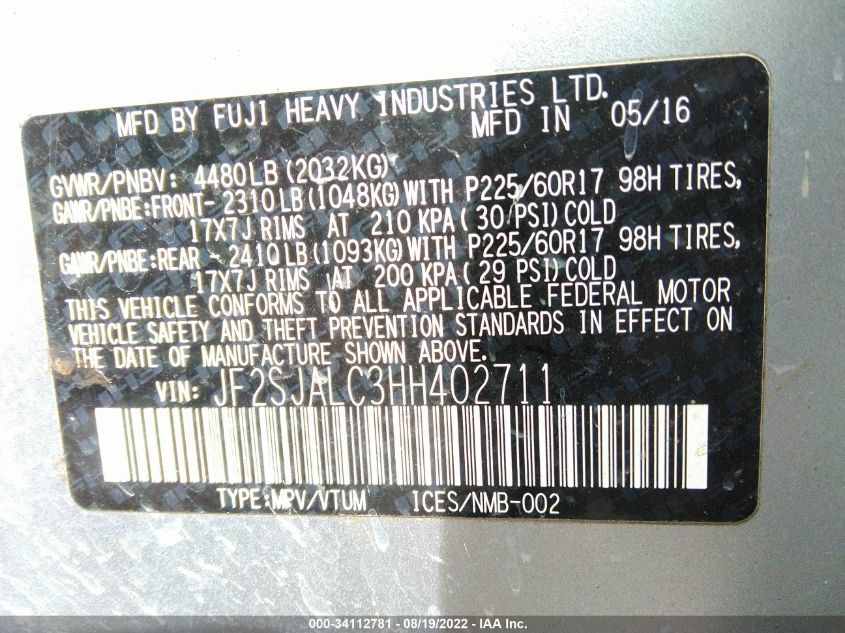 MFD BY FUJI HEAVY INDUSTRIES LTD.
MFD IN 05/16
GVWR/PNBV: 4480LB(2032KG)
GAWR/PNBE:FRONT-2310LB(1048KG)WITH P225/60R17 98H TIRES,
17X7J RIMS AT 210 KPA(30/PSI)COLD
GAWR/PNBE:REAR -2410LB(1093KG)WITH P225/60R17 98H TIRES,
17X7J RIMS AT 200 KPA(29 PSI)COLD
THIS VEHICLE CONFORMS TO ALL APPLICABLE FEDERAL MOTOR
VEHICLE SAFETY AND THEFT PREVENTION STANDARDS IN EFFECT ON
THE DATE OF MANUFACTURE SHOWN ABOVE.
VIN: JF2SJALC3HH402711
TYPE:MPV/VTUM ICES/NMB-002
000-34112781 - 08/19/2022 - IAA Inc.